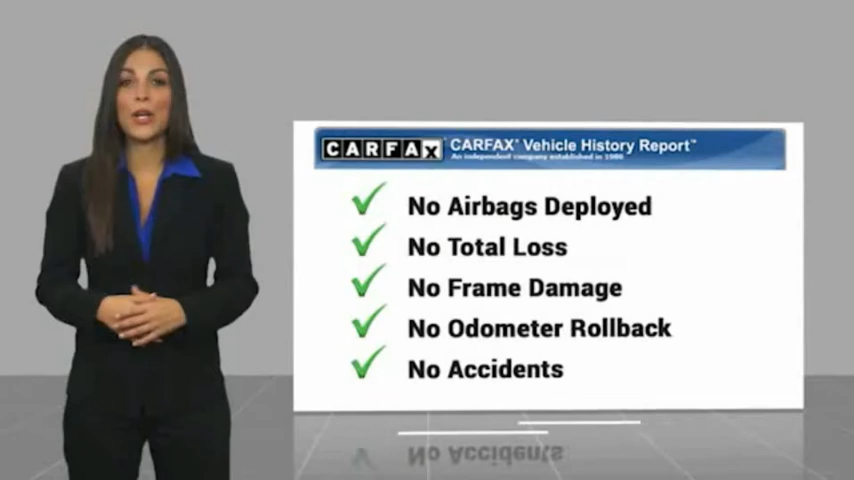 CARFAX CARFAX® Vehicle History Report™
An independent company established in 1986
No Airbags Deployed
No Total Loss
No Frame Damage
No Odometer Rollback
No Accidents
No Accidents